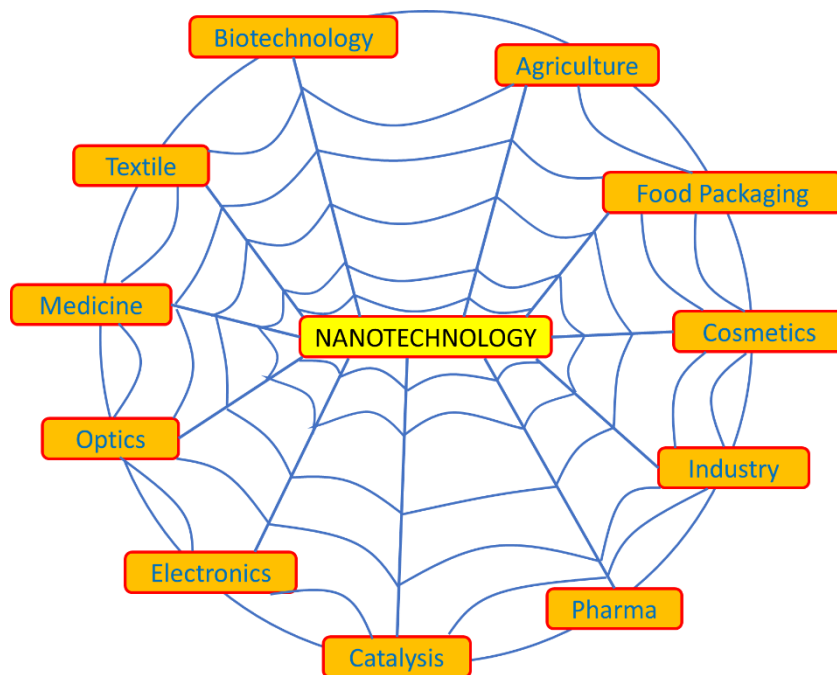 Biotechnology
Agriculture
Textile
Food Packaging
Medicine
NANOTECHNOLOGY
Cosmetics
Optics
Industry
Electronics
Pharma
Catalysis